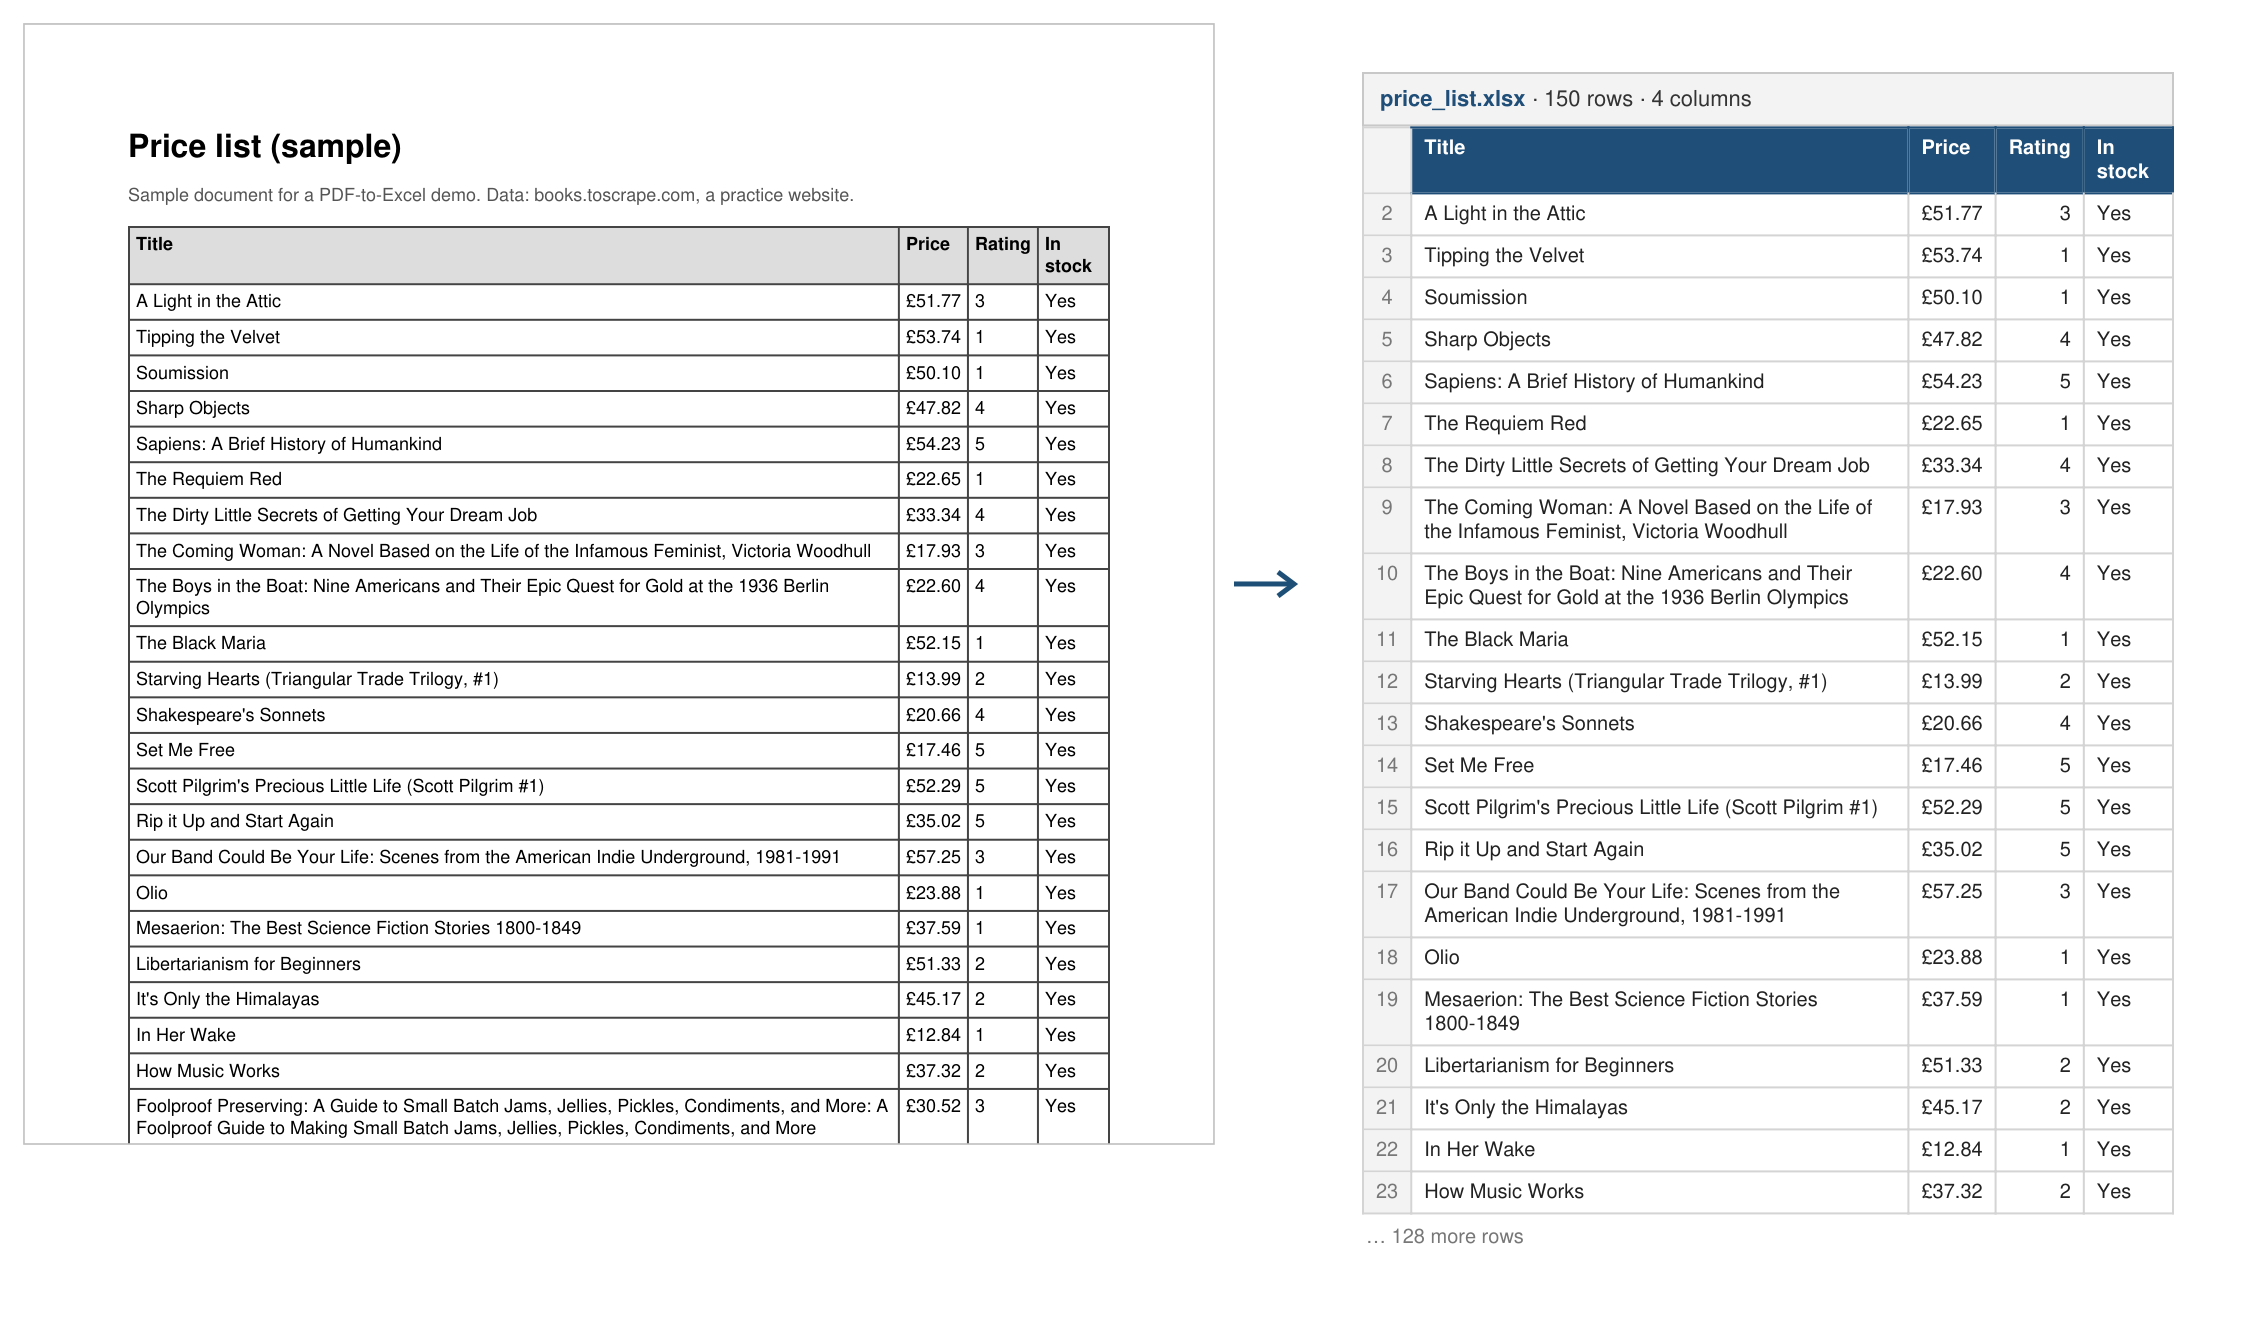 Price list (sample)
Sample document for a PDF-to-Excel demo. Data: books.toscrape.com, a practice website.
Title Price Rating In
stock
A Light in the Attic £51.77 3 Yes
Tipping the Velvet £53.74 1 Yes
Soumission £50.10 1 Yes
Sharp Objects £47.82 4 Yes
Sapiens: A Brief History of Humankind £54.23 5 Yes
The Requiem Red £22.65 1 Yes
The Dirty Little Secrets of Getting Your Dream Job £33.34 4 Yes
The Coming Woman: A Novel Based on the Life of the Infamous Feminist, Victoria Woodhull £17.93 3 Yes
The Boys in the Boat: Nine Americans and Their Epic Quest for Gold at the 1936 Berlin £22.60 4 Yes
Olympics
The Black Maria £52.15 1 Yes
Starving Hearts (Triangular Trade Trilogy, #1) £13.99 2 Yes
Shakespeare's Sonnets £20.66 4 Yes
Set Me Free £17.46 5 Yes
Scott Pilgrim's Precious Little Life (Scott Pilgrim #1) £52.29 5 Yes
Rip it Up and Start Again £35.02 5 Yes
Our Band Could Be Your Life: Scenes from the American Indie Underground, 1981-1991 £57.25 3 Yes
Olio £23.88 1 Yes
Mesaerion: The Best Science Fiction Stories 1800-1849 £37.59 1 Yes
Libertarianism for Beginners £51.33 2 Yes
It's Only the Himalayas £45.17 2 Yes
In Her Wake £12.84 1 Yes
How Music Works £37.32 2 Yes
Foolproof Preserving: A Guide to Small Batch Jams, Jellies, Pickles, Condiments, and More: A £30.52 3 Yes
Foolproof Guide to Making Small Batch Jams, Jellies, Pickles, Condiments, and More
→
price_list.xlsx · 150 rows · 4 columns
Title Price Rating In
stock
2 A Light in the Attic £51.77 3 Yes
3 Tipping the Velvet £53.74 1 Yes
4 Soumission £50.10 1 Yes
5 Sharp Objects £47.82 4 Yes
6 Sapiens: A Brief History of Humankind £54.23 5 Yes
7 The Requiem Red £22.65 1 Yes
8 The Dirty Little Secrets of Getting Your Dream Job £33.34 4 Yes
9 The Coming Woman: A Novel Based on the Life of £17.93 3 Yes
the Infamous Feminist, Victoria Woodhull
10 The Boys in the Boat: Nine Americans and Their £22.60 4 Yes
Epic Quest for Gold at the 1936 Berlin Olympics
11 The Black Maria £52.15 1 Yes
12 Starving Hearts (Triangular Trade Trilogy, #1) £13.99 2 Yes
13 Shakespeare's Sonnets £20.66 4 Yes
14 Set Me Free £17.46 5 Yes
15 Scott Pilgrim's Precious Little Life (Scott Pilgrim #1) £52.29 5 Yes
16 Rip it Up and Start Again £35.02 5 Yes
17 Our Band Could Be Your Life: Scenes from the £57.25 3 Yes
American Indie Underground, 1981-1991
18 Olio £23.88 1 Yes
19 Mesaerion: The Best Science Fiction Stories £37.59 1 Yes
1800-1849
20 Libertarianism for Beginners £51.33 2 Yes
21 It's Only the Himalayas £45.17 2 Yes
22 In Her Wake £12.84 1 Yes
23 How Music Works £37.32 2 Yes
… 128 more rows